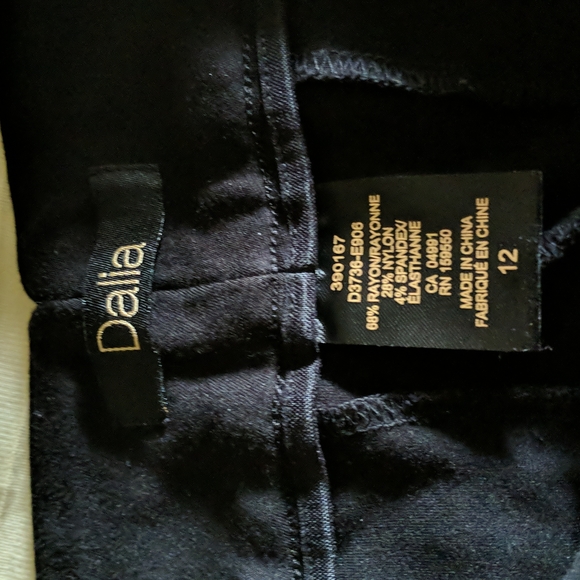 Dalia
390167
D3736-E906
68% RAYON/RAYONNE
28% NYLON
4% SPANDEX/
ÉLASTHANNE
CA 04991
RN 159550
MADE IN CHINA
FABRIQUÉ EN CHINE
12